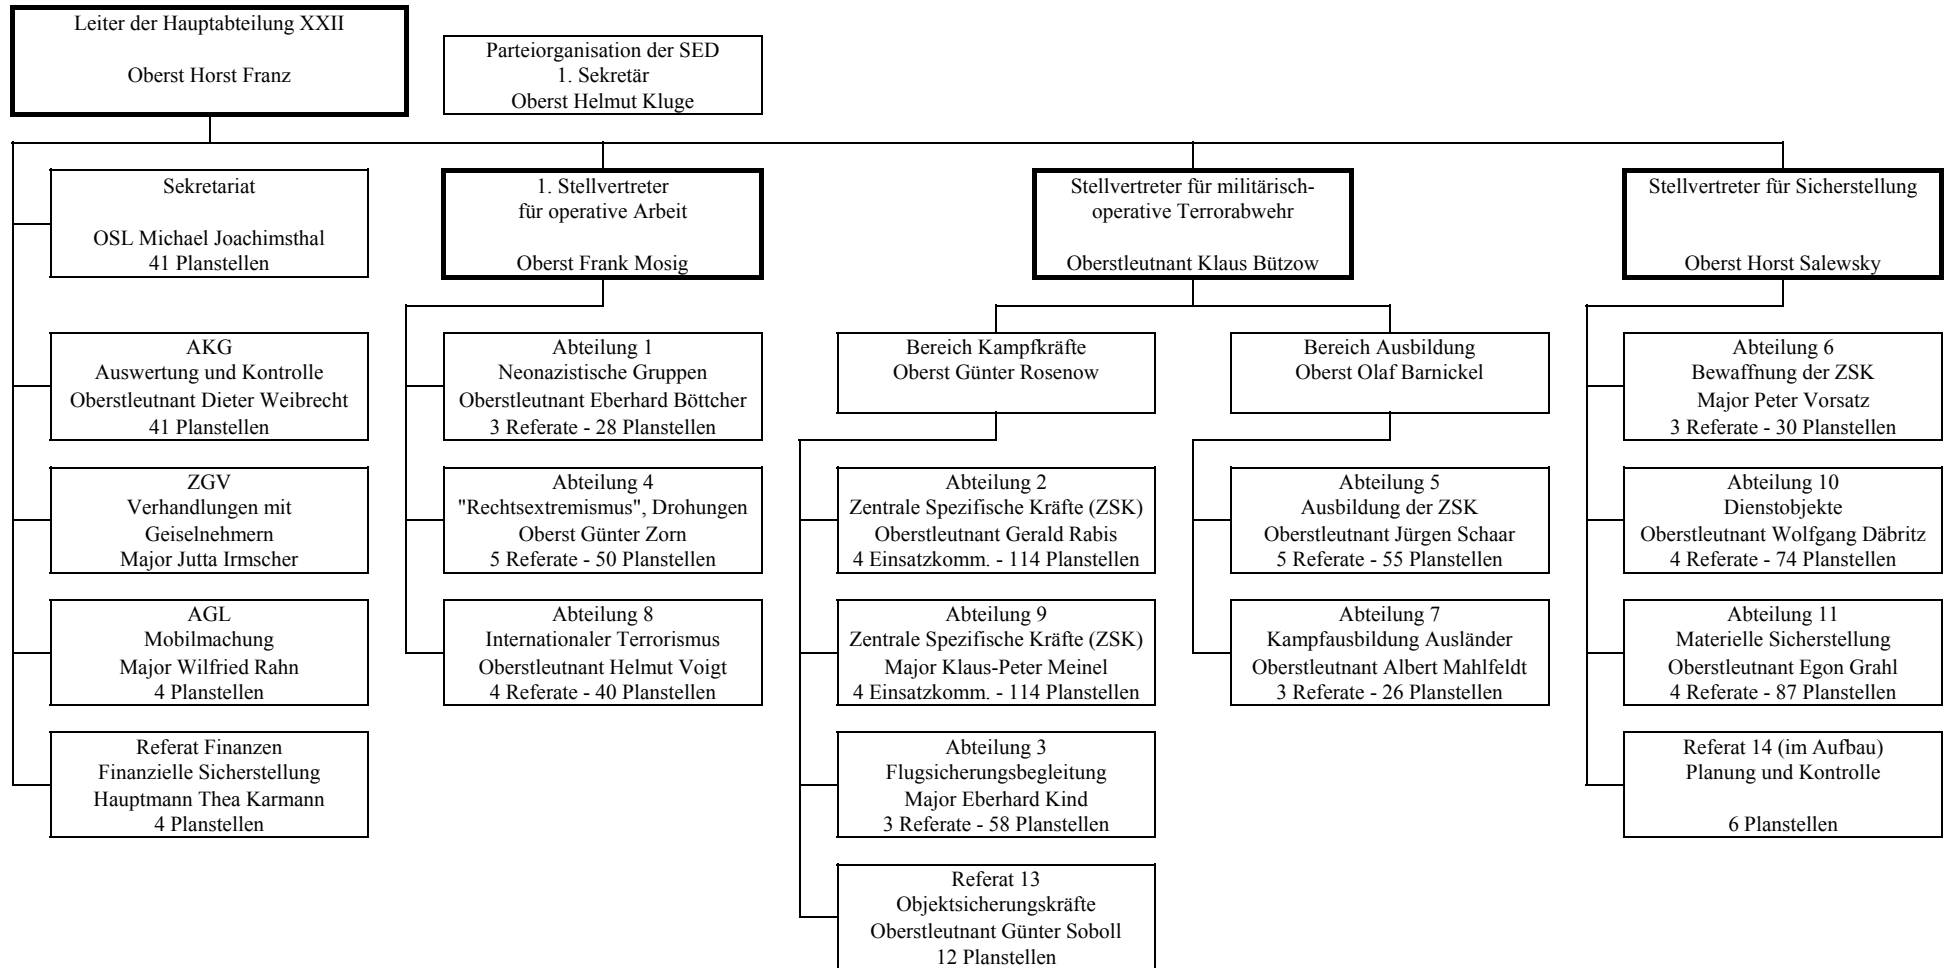 Leiter der Hauptabteilung XXII
Oberst Horst Franz
Parteiorganisation der SED
1. Sekretär
Oberst Helmut Kluge
Sekretariat
OSL Michael Joachimsthal
41 Planstellen
1. Stellvertreter
für operative Arbeit
Oberst Frank Mosig
Stellvertreter für militärisch-
operative Terrorabwehr
Oberstleutnant Klaus Bützow
Stellvertreter für Sicherstellung
Oberst Horst Salewsky
AKG
Auswertung und Kontrolle
Oberstleutnant Dieter Weibrecht
41 Planstellen
Abteilung 1
Neonazistische Gruppen
Oberstleutnant Eberhard Böttcher
3 Referate - 28 Planstellen
Bereich Kampfkräfte
Oberst Günter Rosenow
Bereich Ausbildung
Oberst Olaf Barnickel
Abteilung 6
Bewaffnung der ZSK
Major Peter Vorsatz
3 Referate - 30 Planstellen
ZGV
Verhandlungen mit
Geiselnehmern
Major Jutta Irmscher
Abteilung 4
"Rechtsextremismus", Drohungen
Oberst Günter Zorn
5 Referate - 50 Planstellen
Abteilung 2
Zentrale Spezifische Kräfte (ZSK)
Oberstleutnant Gerald Rabis
4 Einsatzkomm. - 114 Planstellen
Abteilung 5
Ausbildung der ZSK
Oberstleutnant Jürgen Schaar
5 Referate - 55 Planstellen
Abteilung 10
Dienstobjekte
Oberstleutnant Wolfgang Däbritz
4 Referate - 74 Planstellen
AGL
Mobilmachung
Major Wilfried Rahn
4 Planstellen
Abteilung 8
Internationaler Terrorismus
Oberstleutnant Helmut Voigt
4 Referate - 40 Planstellen
Abteilung 9
Zentrale Spezifische Kräfte (ZSK)
Major Klaus-Peter Meinel
4 Einsatzkomm. - 114 Planstellen
Abteilung 7
Kampfausbildung Ausländer
Oberstleutnant Albert Mahlfeldt
3 Referate - 26 Planstellen
Abteilung 11
Materielle Sicherstellung
Oberstleutnant Egon Grahl
4 Referate - 87 Planstellen
Referat Finanzen
Finanzielle Sicherstellung
Hauptmann Thea Karmann
4 Planstellen
Abteilung 3
Flugsicherungsbegleitung
Major Eberhard Kind
3 Referate - 58 Planstellen
Referat 14 (im Aufbau)
Planung und Kontrolle
6 Planstellen
Referat 13
Objektsicherungskräfte
Oberstleutnant Günter Soboll
12 Planstellen